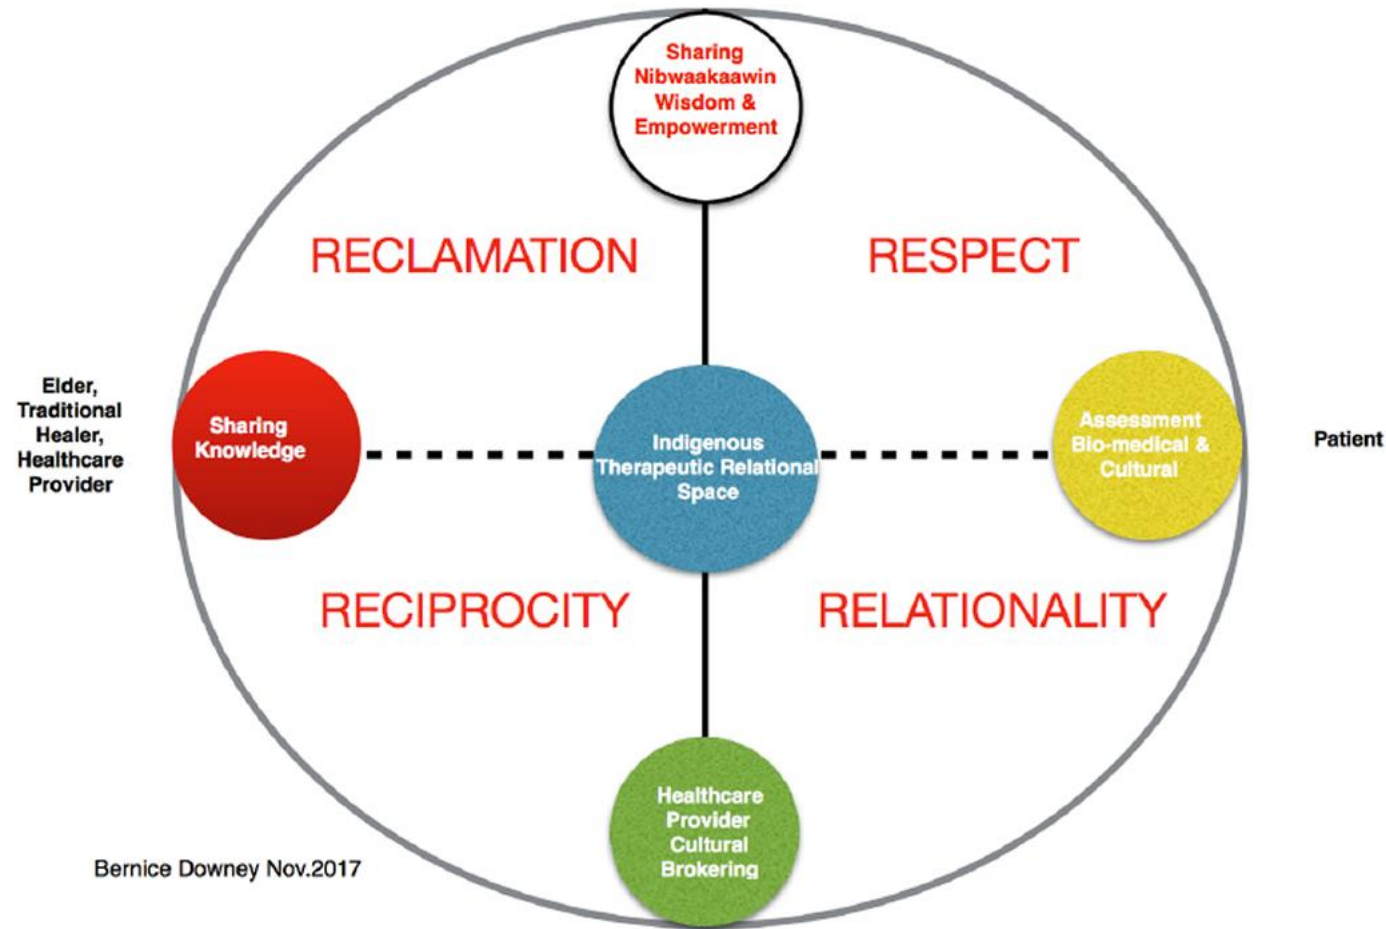 Sharing
Nibwaakaawin
Wisdom &
Empowerment
RECLAMATION
RESPECT
Elder,
Traditional
Healer,
Healthcare
Provider
Sharing
Knowledge
Indigenous
Therapeutic Relational
Space
Assessment
Bio-medical &
Cultural
Patient
RECIPROCITY
RELATIONALITY
Healthcare
Provider
Cultural
Brokering
Bernice Downey Nov.2017